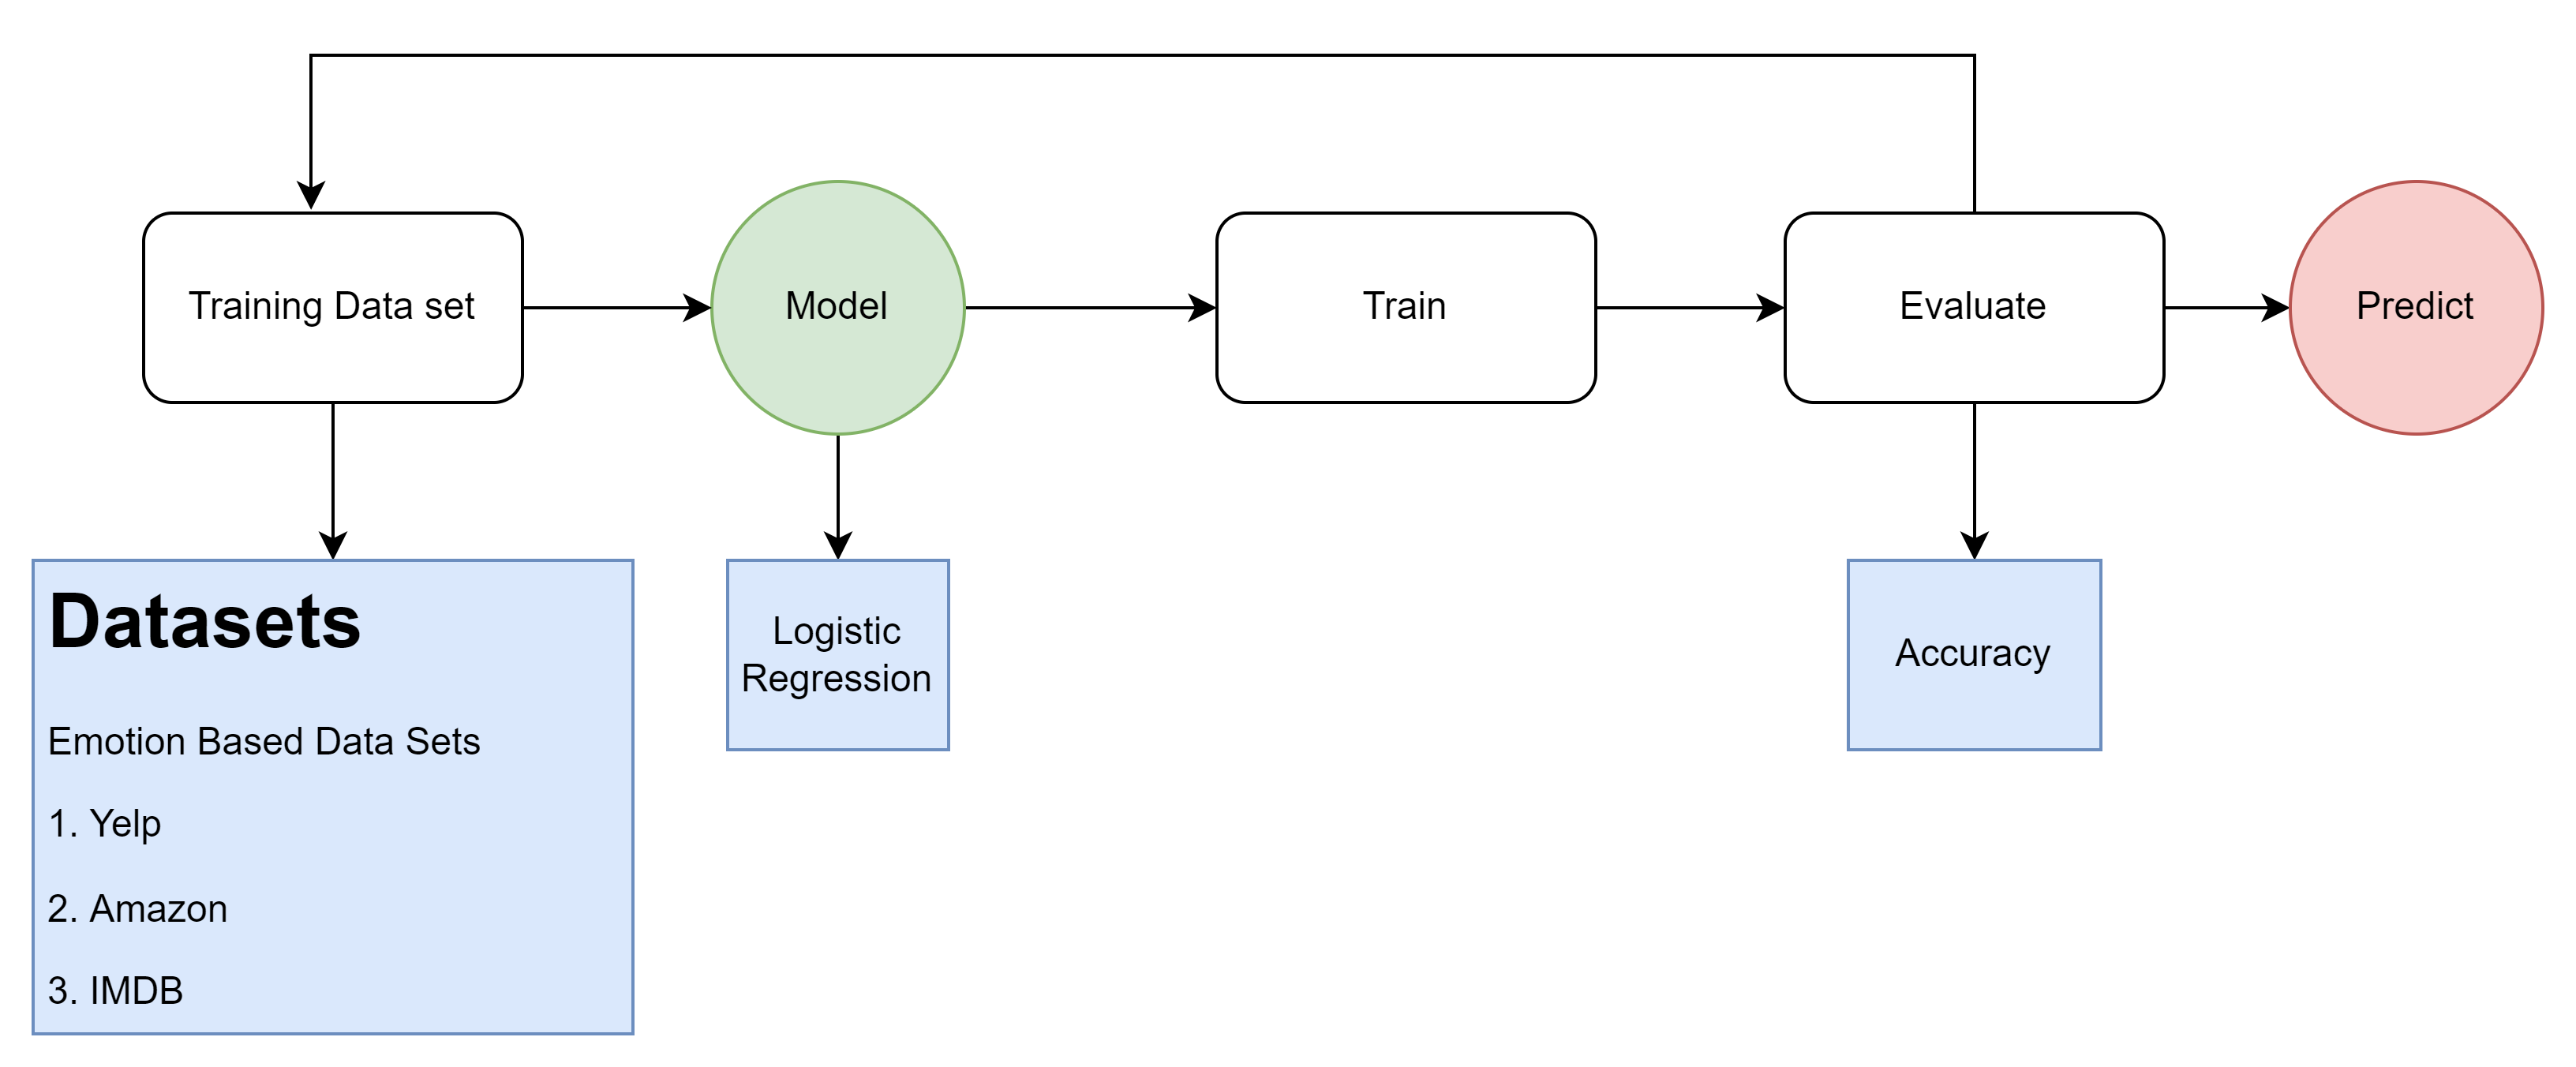 Training Data set
Model
Train
Evaluate
Predict
Datasets
Emotion Based Data Sets
1. Yelp
2. Amazon
3. IMDB
Logistic
Regression
Accuracy